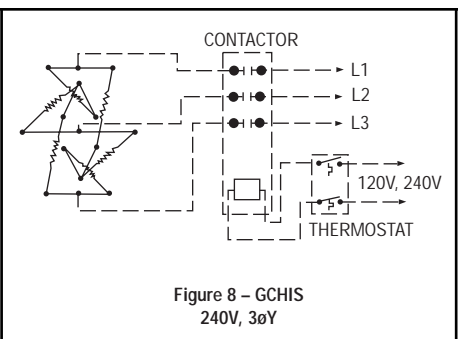 CONTACTOR
L1
L2
L3
120V, 240V
THERMOSTAT
Figure 8 – GCHIS
240V, 3øY